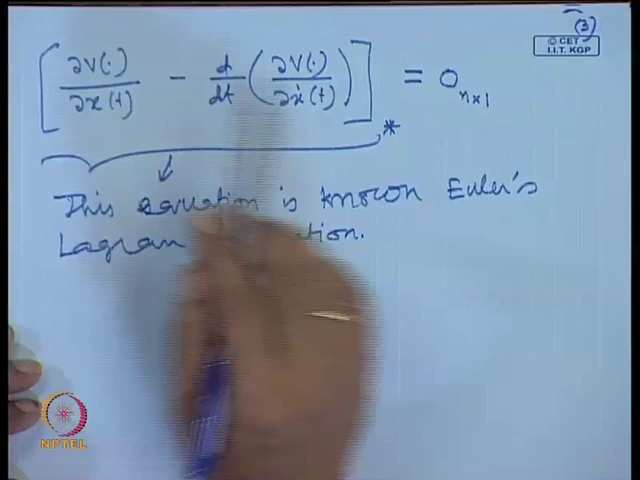 (3)
© CET
I.I.T. KGP
[ ∂V(·)/∂x(t) - d/dt ( ∂V(·)/∂ẋ(t) ) ]* = 0n×1
This equation is known Euler's
Lagran
NPTEL